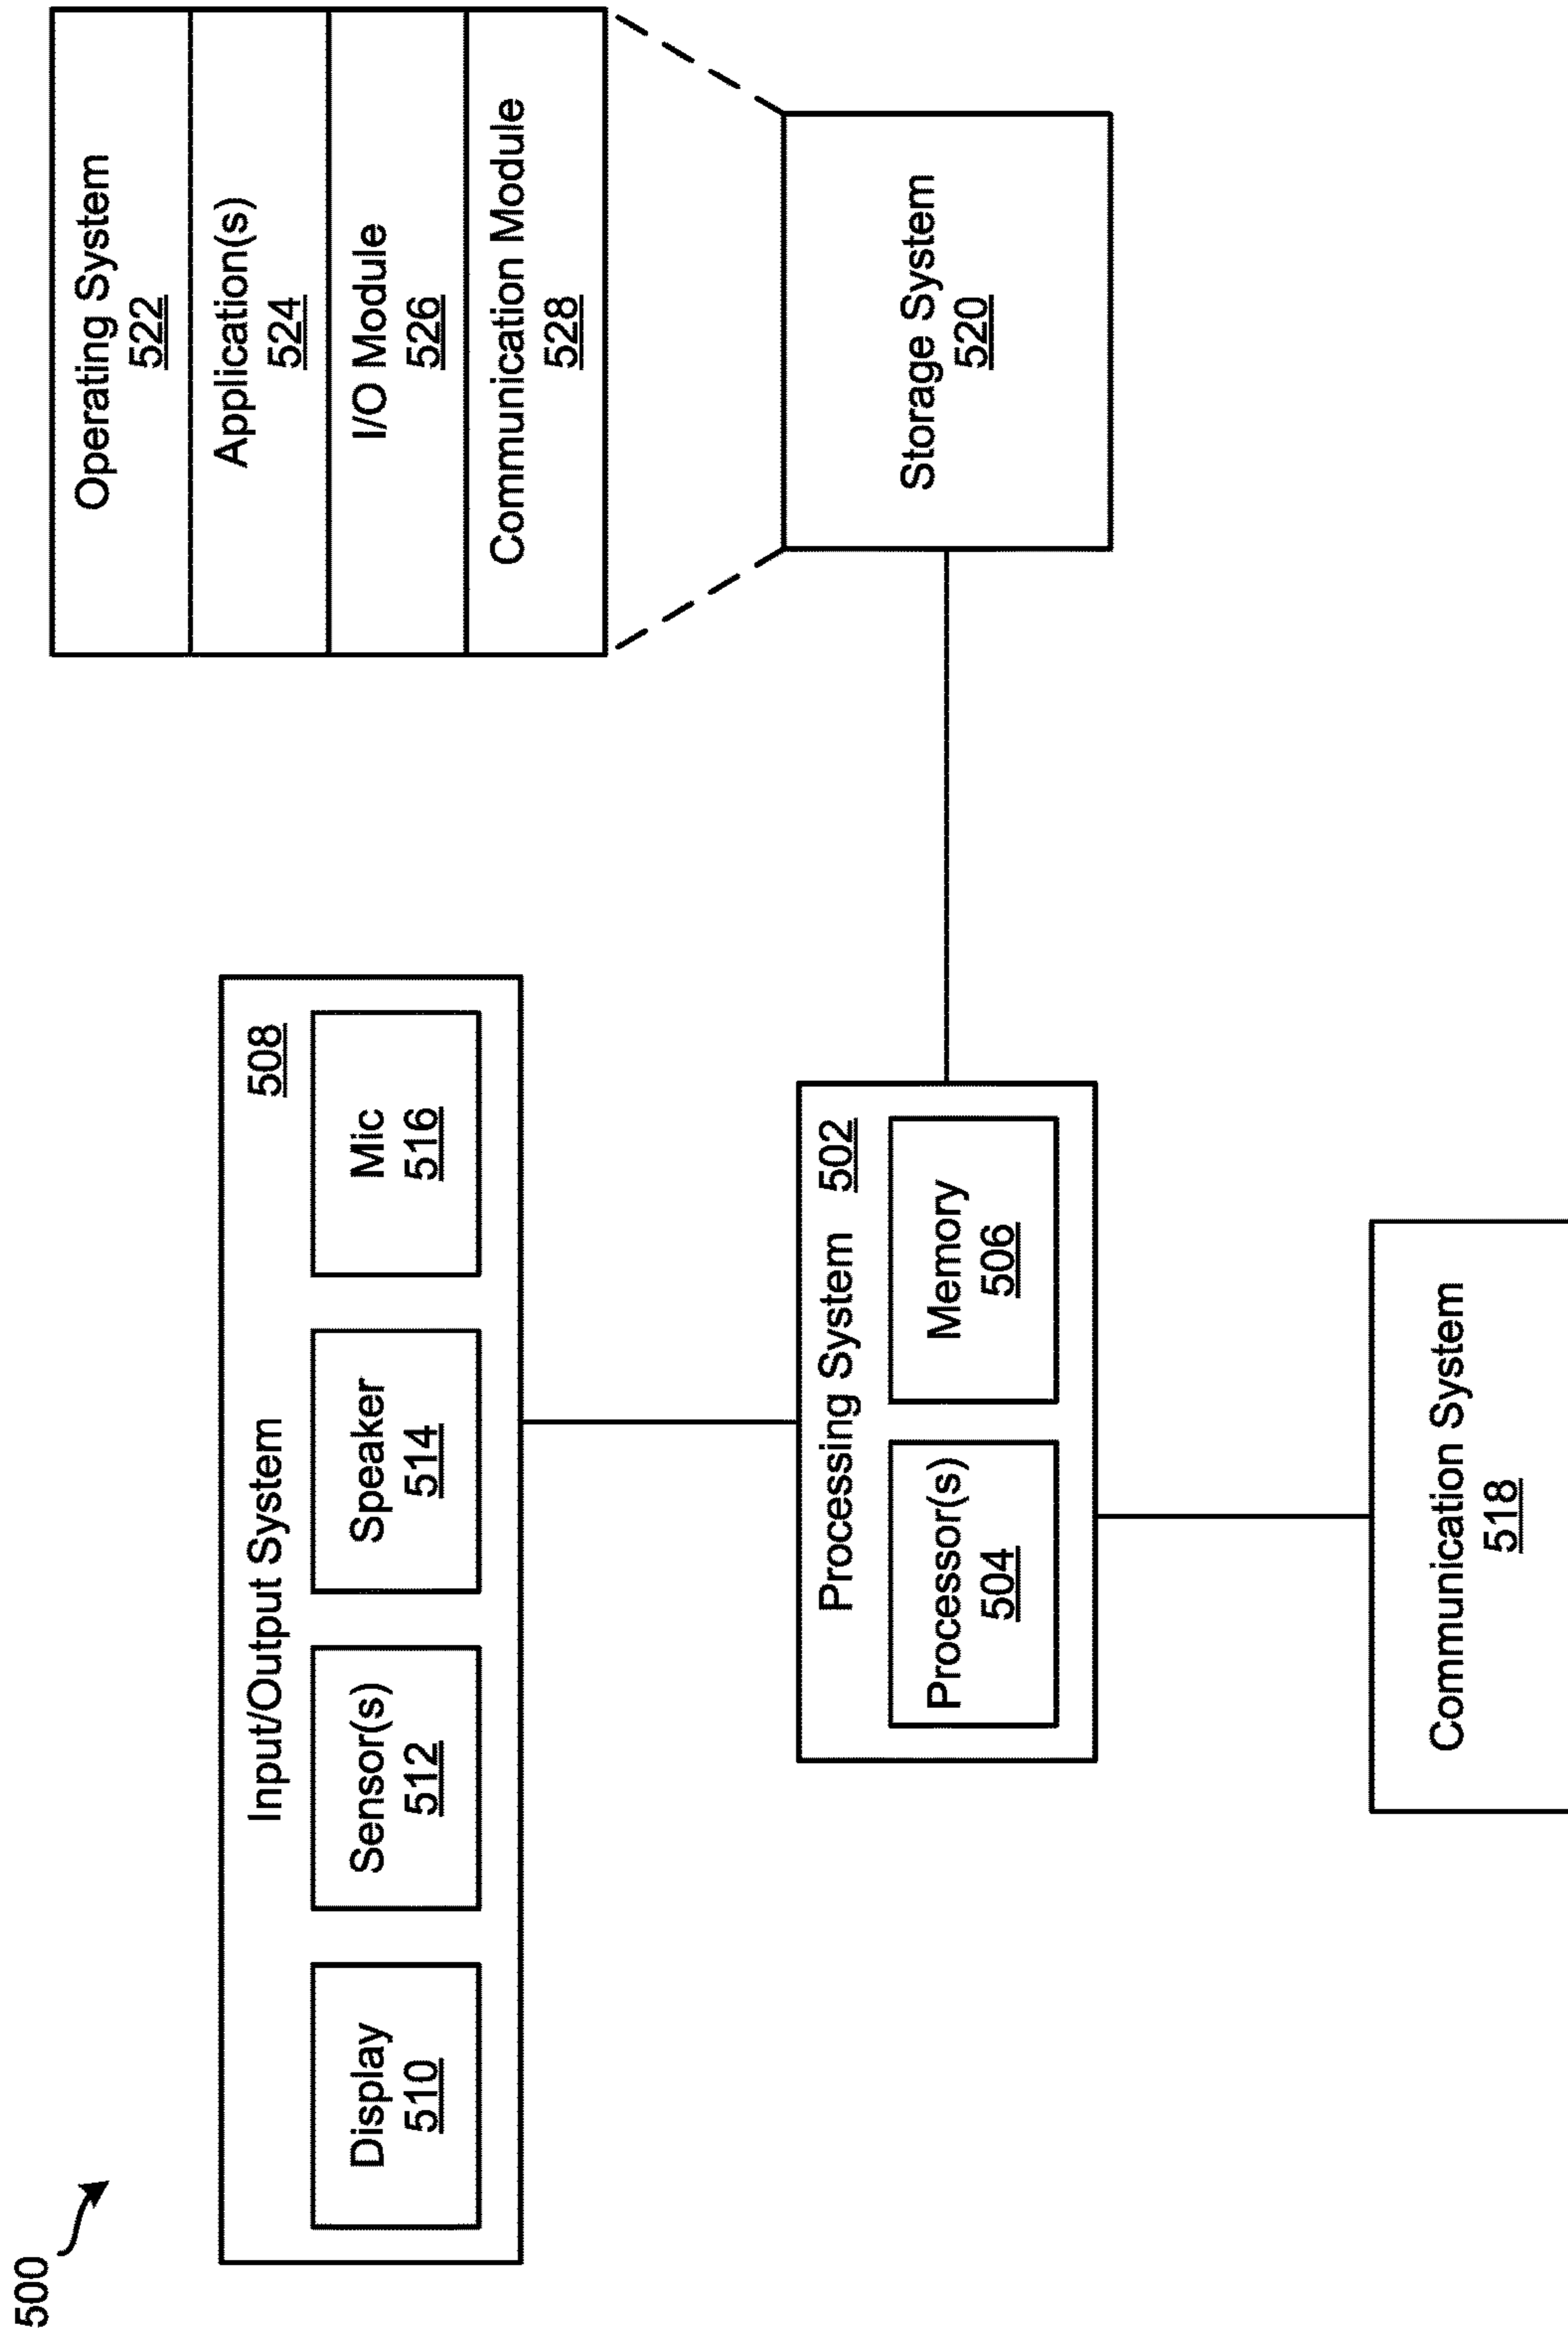 500
Input/Output System
508
Display
510
Sensor(s)
512
Speaker
514
Mic
516
Operating System
522
Application(s)
524
I/O Module
526
Communication Module
528
Processing System
502
Processor(s)
504
Memory
506
Storage System
520
Communication System
518